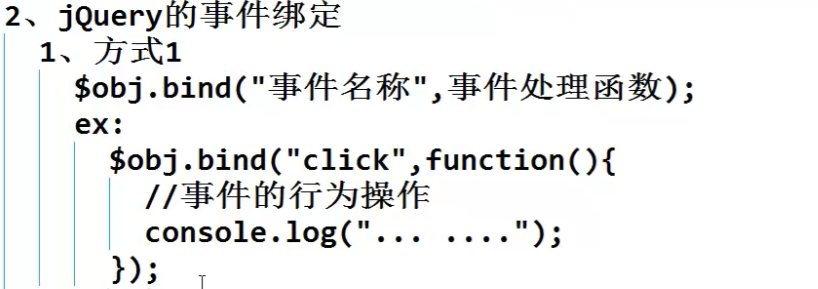 2、jQuery的事件绑定
1、方式1
$obj.bind("事件名称",事件处理函数);
ex:
$obj.bind("click",function(){
//事件的行为操作
console.log("... ....");
});